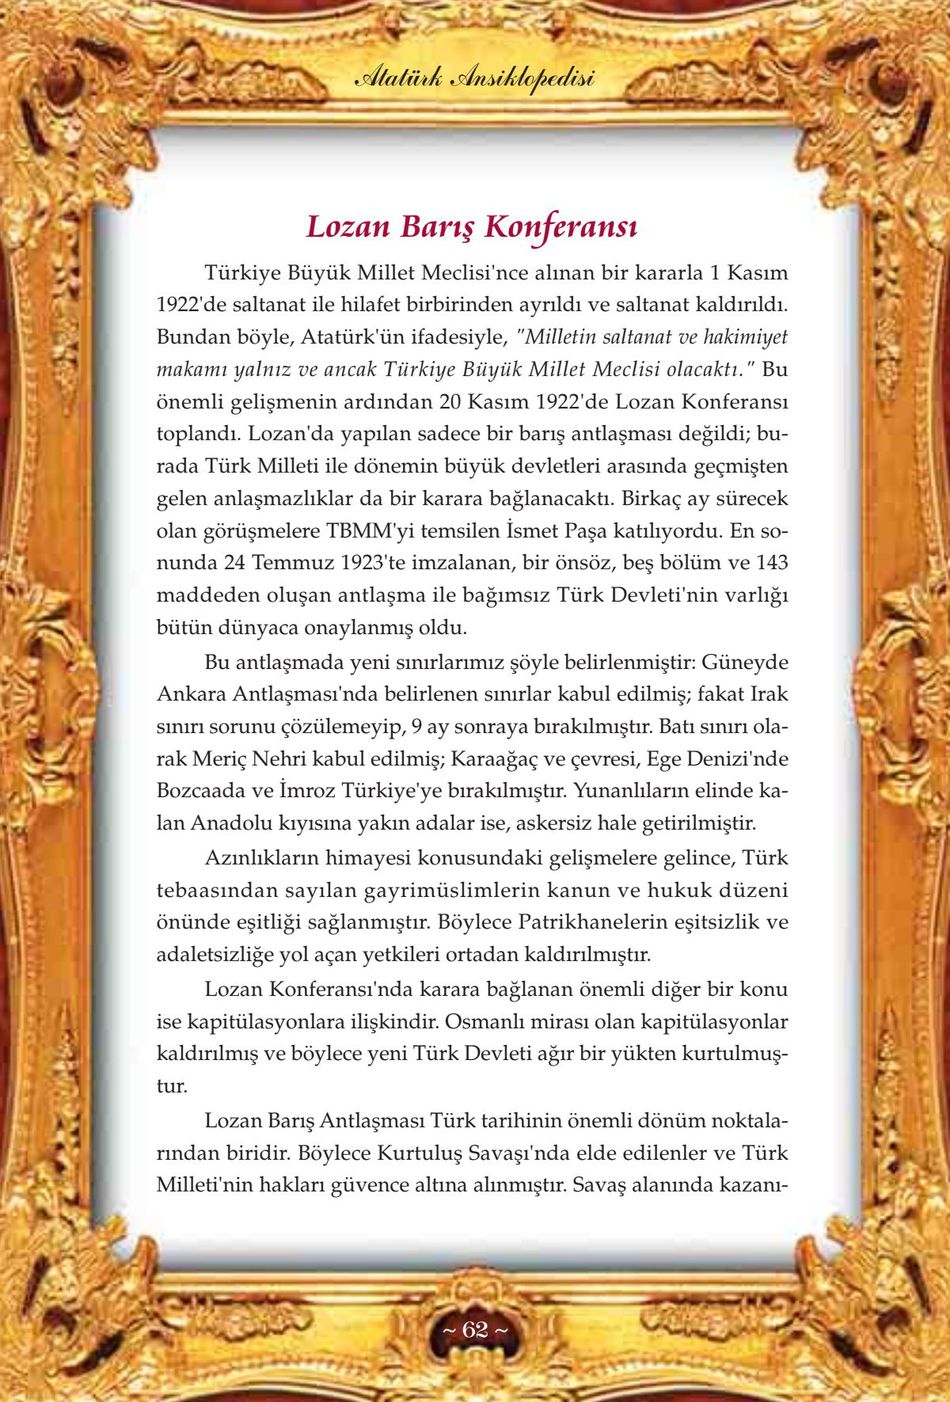 Atatürk Ansiklopedisi
Lozan Barış Konferansı
Türkiye Büyük Millet Meclisi'nce alınan bir kararla 1 Kasım
1922'de saltanat ile hilafet birbirinden ayrıldı ve saltanat kaldırıldı.
Bundan böyle, Atatürk'ün ifadesiyle, "Milletin saltanat ve hakimiyet
makamı yalnız ve ancak Türkiye Büyük Millet Meclisi olacaktı." Bu
önemli gelişmenin ardından 20 Kasım 1922'de Lozan Konferansı
toplandı. Lozan'da yapılan sadece bir barış antlaşması değildi; bu-
rada Türk Milleti ile dönemin büyük devletleri arasında geçmişten
gelen anlaşmazlıklar da bir karara bağlanacaktı. Birkaç ay sürecek
olan görüşmelere TBMM'yi temsilen İsmet Paşa katılıyordu. En so-
nunda 24 Temmuz 1923'te imzalanan, bir önsöz, beş bölüm ve 143
maddeden oluşan antlaşma ile bağımsız Türk Devleti'nin varlığı
bütün dünyaca onaylanmış oldu.
Bu antlaşmada yeni sınırlarımız şöyle belirlenmiştir: Güneyde
Ankara Antlaşması'nda belirlenen sınırlar kabul edilmiş; fakat Irak
sınırı sorunu çözülemeyip, 9 ay sonraya bırakılmıştır. Batı sınırı ola-
rak Meriç Nehri kabul edilmiş; Karaağaç ve çevresi, Ege Denizi'nde
Bozcaada ve İmroz Türkiye'ye bırakılmıştır. Yunanlıların elinde ka-
lan Anadolu kıyısına yakın adalar ise, askersiz hale getirilmiştir.
Azınlıkların himayesi konusundaki gelişmelere gelince, Türk
tebaasından sayılan gayrimüslimlerin kanun ve hukuk düzeni
önünde eşitliği sağlanmıştır. Böylece Patrikhanelerin eşitsizlik ve
adaletsizliğe yol açan yetkileri ortadan kaldırılmıştır.
Lozan Konferansı'nda karara bağlanan önemli diğer bir konu
ise kapitülasyonlara ilişkindir. Osmanlı mirası olan kapitülasyonlar
kaldırılmış ve böylece yeni Türk Devleti ağır bir yükten kurtulmuş-
tur.
Lozan Barış Antlaşması Türk tarihinin önemli dönüm noktala-
rından biridir. Böylece Kurtuluş Savaşı'nda elde edilenler ve Türk
Milleti'nin hakları güvence altına alınmıştır. Savaş alanında kazanı-
~ 62 ~